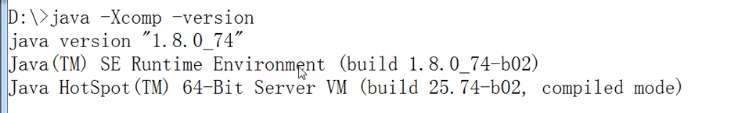 D:\>java -Xcomp -version
java version "1.8.0_74"
Java(TM) SE Runtime Environment (build 1.8.0_74-b02)
Java HotSpot(TM) 64-Bit Server VM (build 25.74-b02, compiled mode)